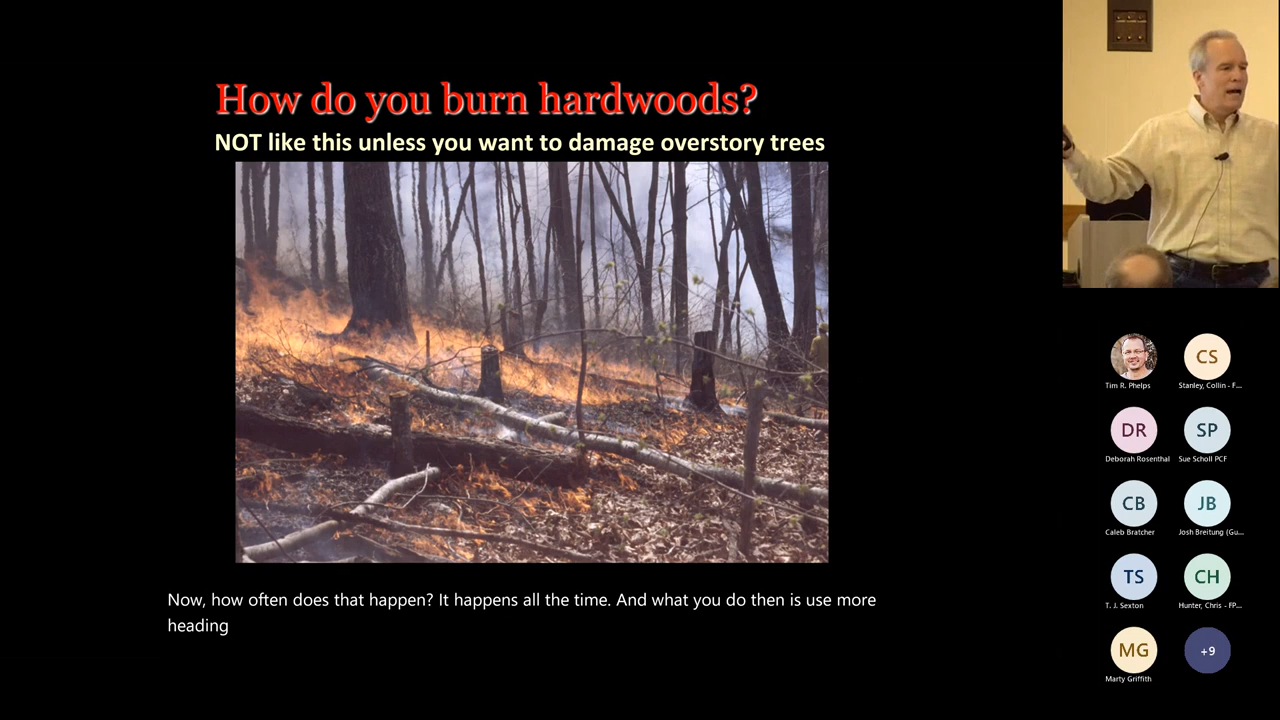 How do you burn hardwoods?
NOT like this unless you want to damage overstory trees
Now, how often does that happen? It happens all the time. And what you do then is use more
heading
CS
Tim R. Phelps
Stanley, Collin - F...
DR
SP
Deborah Rosenthal
Sue Scholl PCF
CB
JB
Caleb Bratcher
Josh Breitung (Gu...
TS
CH
T. J. Sexton
Hunter, Chris - FP...
MG
+9
Marty Griffith